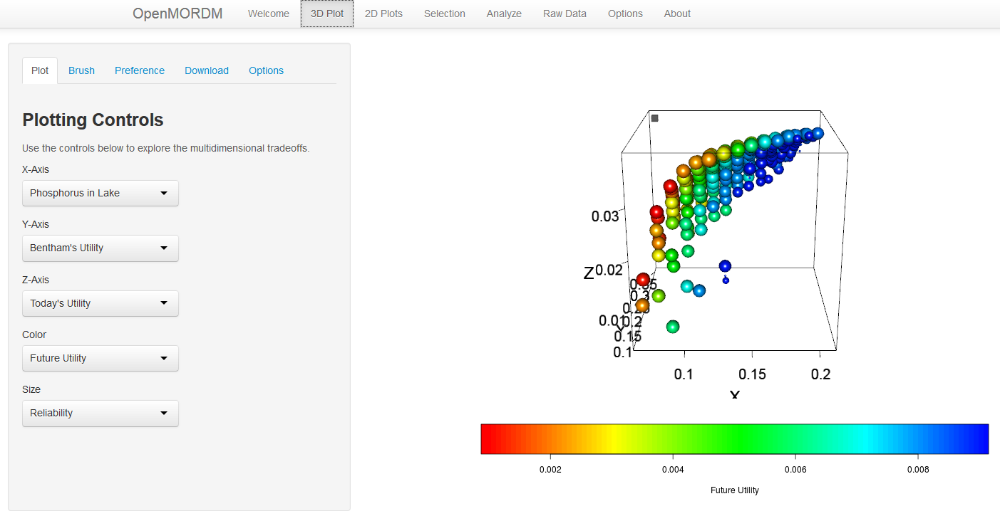 OpenMORDM Welcome 3D Plot 2D Plots Selection Analyze Raw Data Options About
Plot Brush Preference Download Options
Plotting Controls
Use the controls below to explore the multidimensional tradeoffs.
X-Axis
Phosphorus in Lake
Y-Axis
Bentham's Utility
Z-Axis
Today's Utility
Color
Future Utility
Size
Reliability
0.03
Z 0.02
0.35
0.3
0.25
0.01 0.2
Y 0.15
0.1
0.1 0.15 0.2
X
0.002 0.004 0.006 0.008
Future Utility